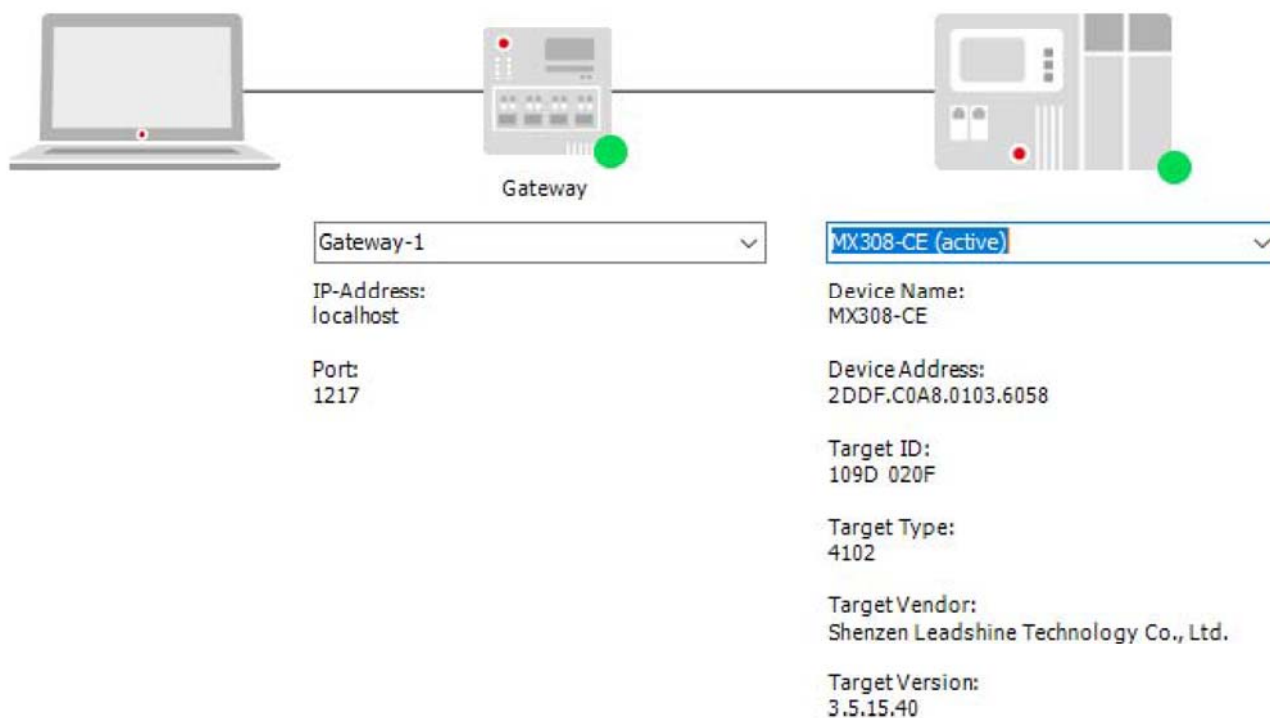 Gateway
Gateway-1
IP-Address:
localhost
Port:
1217
MX308-CE (active)
Device Name:
MX308-CE
Device Address:
2DDF.C0A8.0103.6058
Target ID:
109D 020F
Target Type:
4102
Target Vendor:
Shenzen Leadshine Technology Co., Ltd.
Target Version:
3.5.15.40